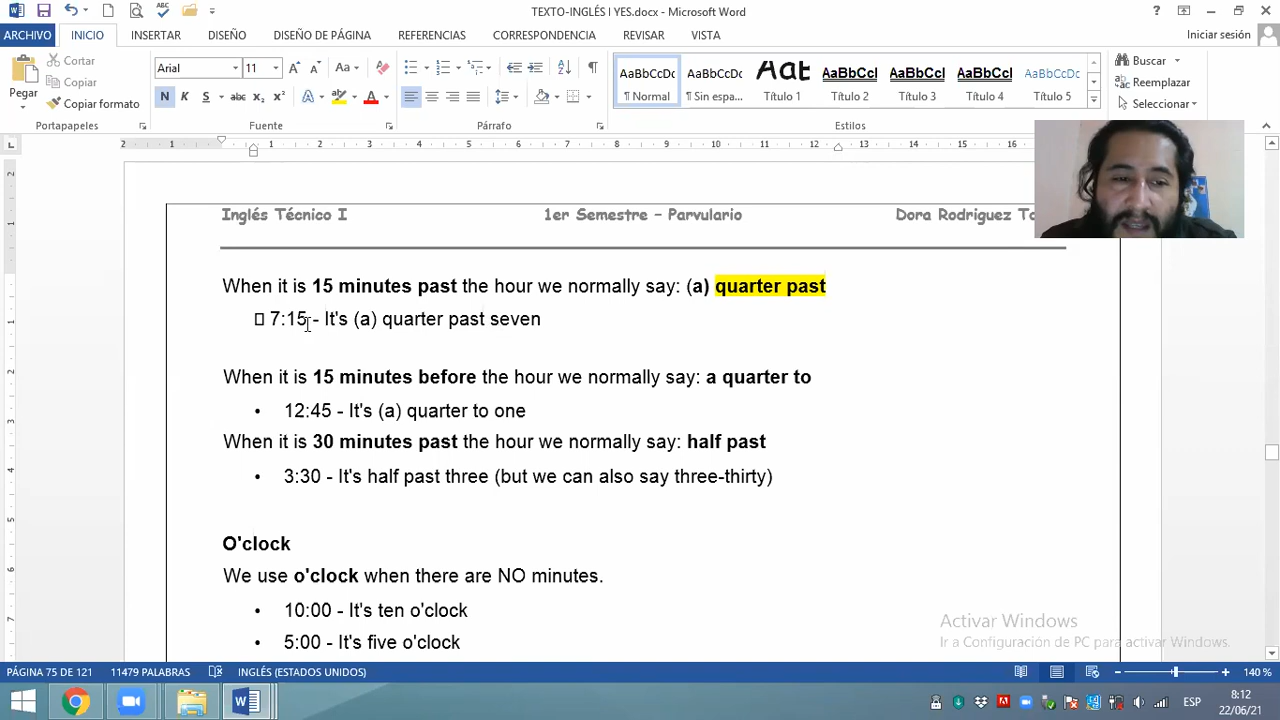 TEXTO-INGLÉS I YES.docx - Microsoft Word
ARCHIVO INICIO INSERTAR DISEÑO DISEÑO DE PÁGINA REFERENCIAS CORRESPONDENCIA REVISAR VISTA Iniciar sesión
Pegar
Cortar
Copiar
Copiar formato
Portapapeles
Arial 11
Fuente
Párrafo
AaBbCcDc ¶ Normal
AaBbCcDc ¶ Sin espa...
AaI Título 1
AaBbCcI Título 2
AaBbCcI Título 3
AaBbCcI Título 4
AaBbCcDc Título 5
Estilos
Buscar
Reemplazar
Seleccionar
Inglés Técnico I 1er Semestre – Parvulario Dora Rodriguez
When it is 15 minutes past the hour we normally say: (a) quarter past
7:15 - It's (a) quarter past seven
When it is 15 minutes before the hour we normally say: a quarter to
• 12:45 - It's (a) quarter to one
When it is 30 minutes past the hour we normally say: half past
• 3:30 - It's half past three (but we can also say three-thirty)
O'clock
We use o'clock when there are NO minutes.
• 10:00 - It's ten o'clock
• 5:00 - It's five o'clock
Activar Windows
Ir a Configuración de PC para activar Windows.
PÁGINA 75 DE 121 11479 PALABRAS INGLÉS (ESTADOS UNIDOS) 140 %
ESP
8:12
22/06/21